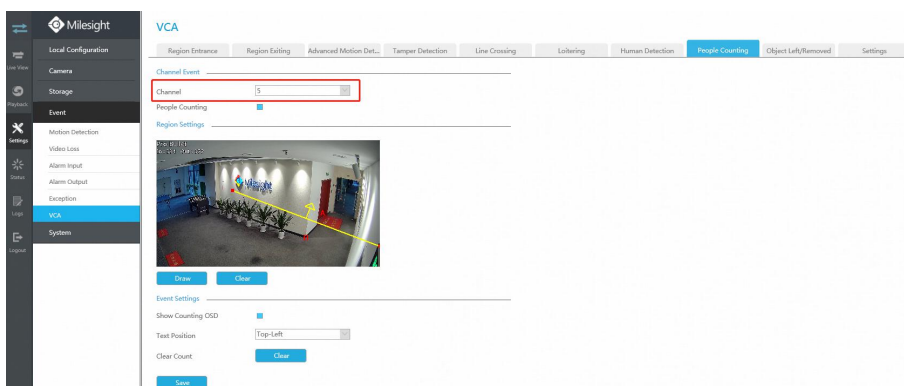 Milesight
VCA
Local Configuration
Region Entrance
Region Exiting
Advanced Motion Det...
Tamper Detection
Line Crossing
Loitering
Human Detection
People Counting
Object Left/Removed
Settings
Live View
Camera
Channel Event
Storage
Channel
5
Playback
People Counting
Event
Region Settings
Settings
Motion Detection
Video Loss
Milesight
Alarm Input
Status
Alarm Output
Exception
Logs
VCA
System
Logout
Draw
Clear
Event Settings
Show Counting OSD
Text Position
Top-Left
Clear Count
Clear
Save